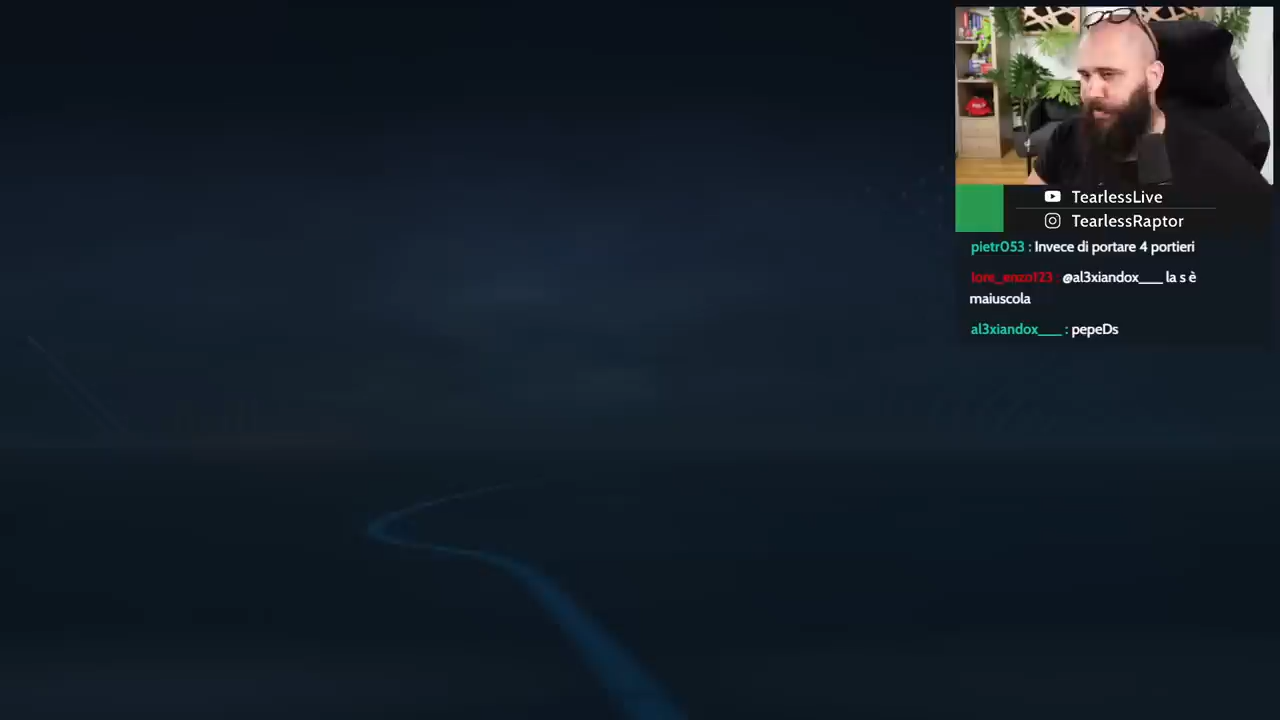 TearlessLive
TearlessRaptor
pietr053 : Invece di portare 4 portieri
lore_enzo123 : @al3xiandox___ la s è
maiuscola
al3xiandox___ : pepeDs